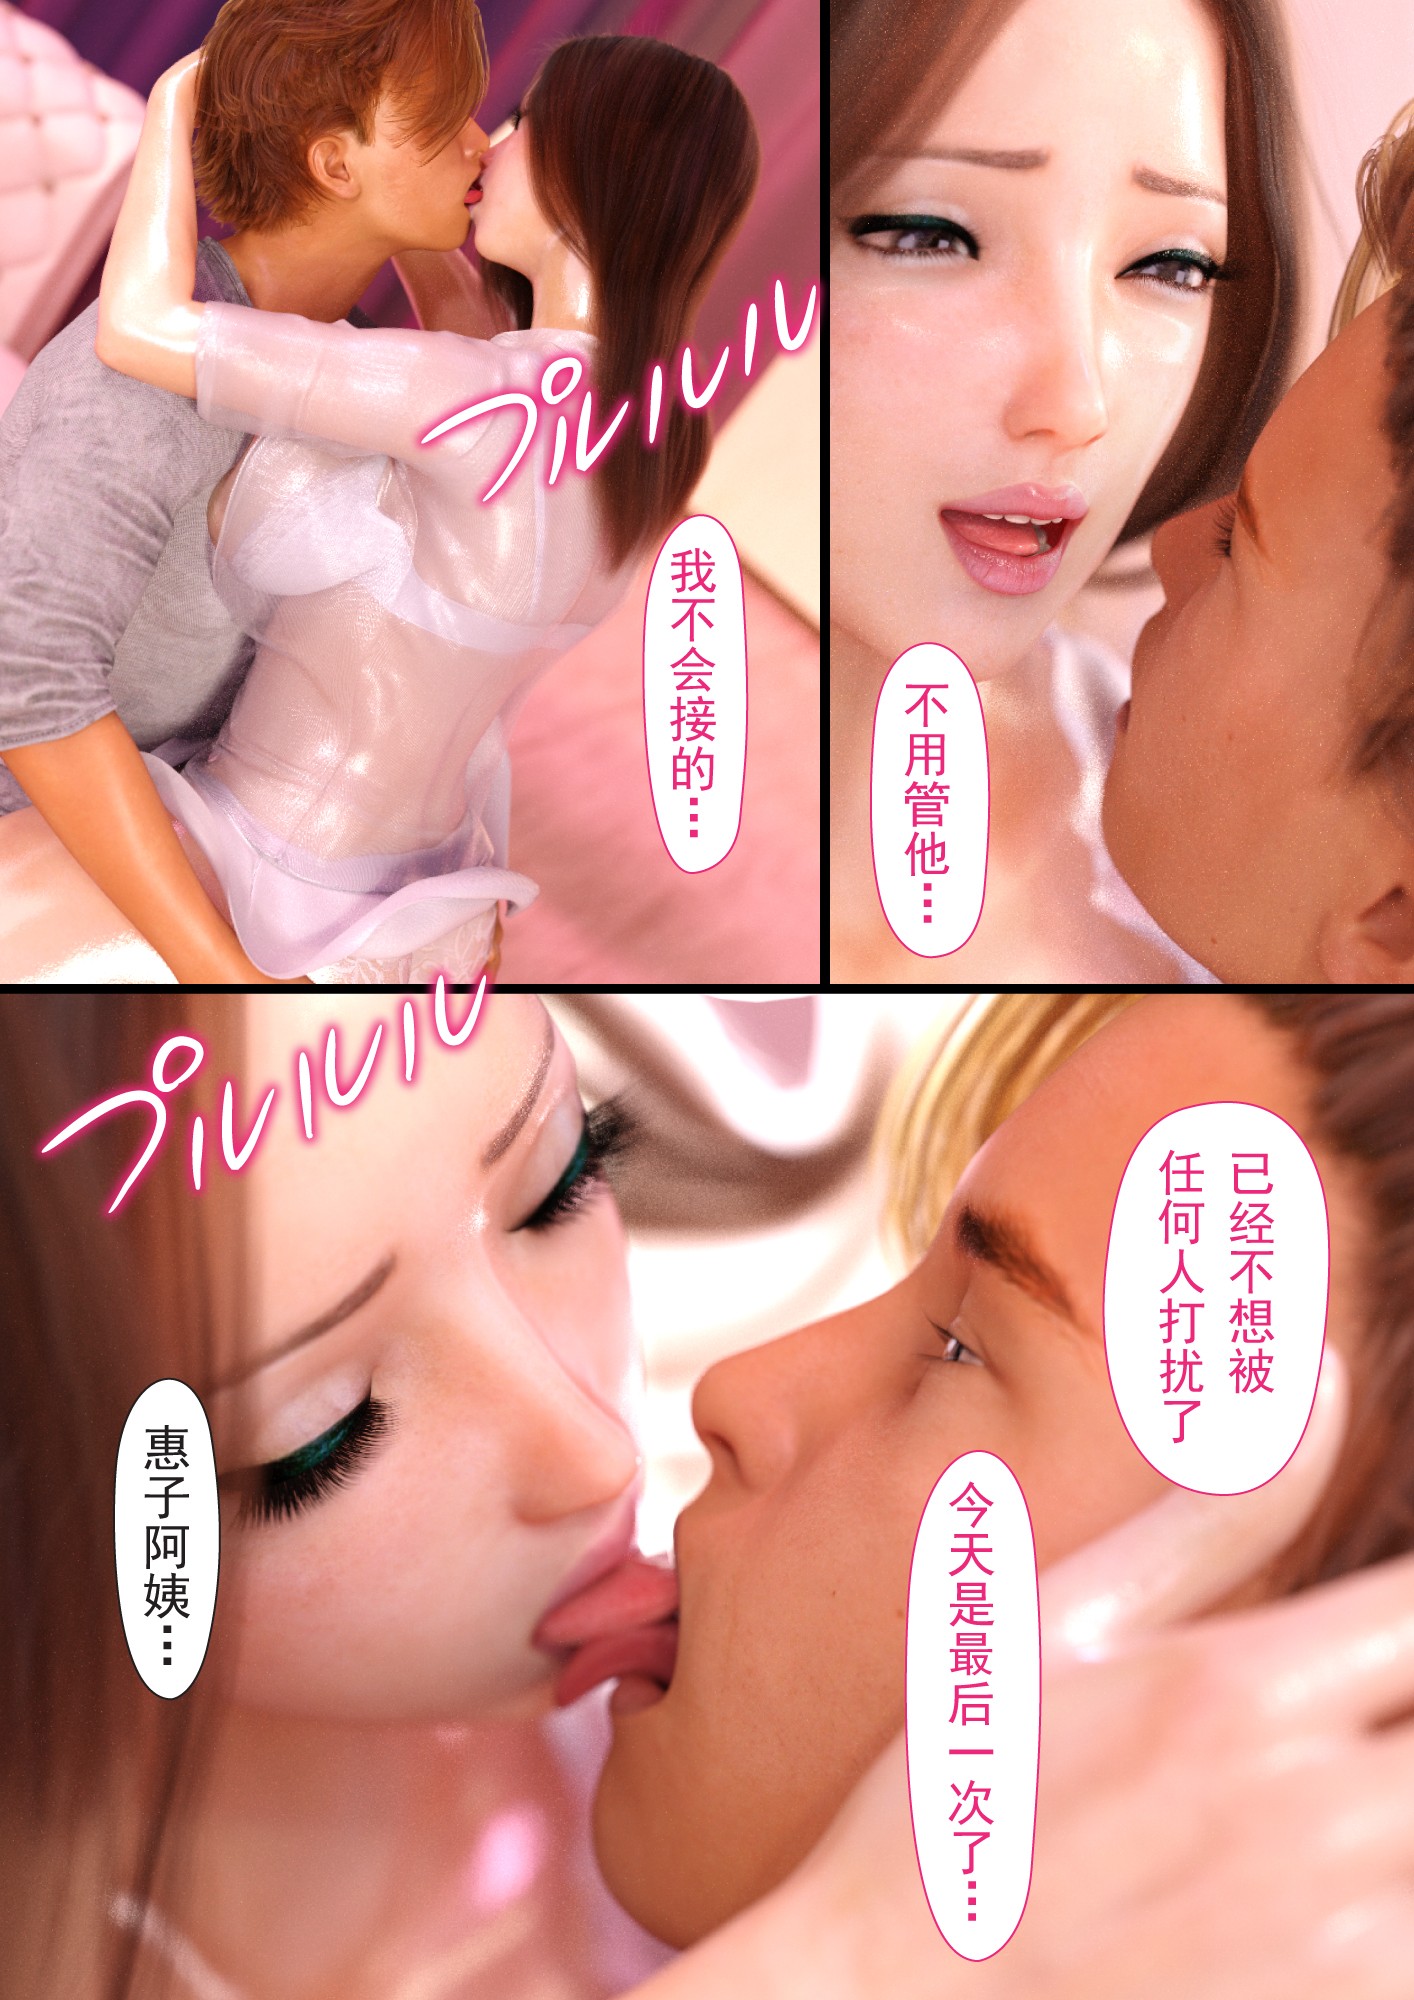 不用管他…
プルルルル
我不会接的…
プルルルル
已经不想被
任何人打扰了
今天是最后一次了…
惠子阿姨…